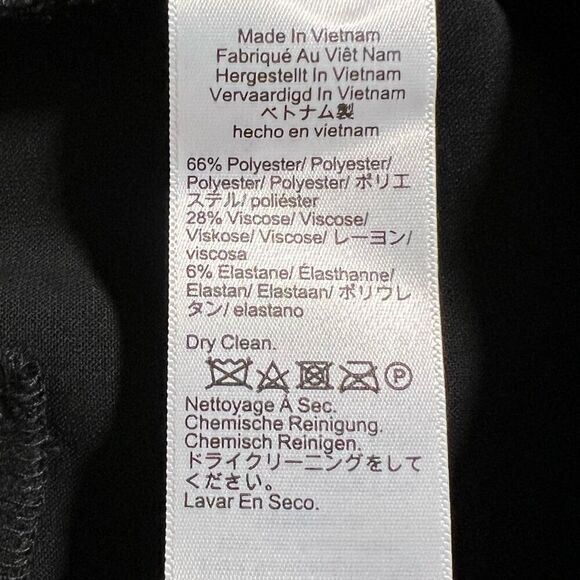 Made In Vietnam
Fabriqué Au Viêt Nam
Hergestellt In Vietnam
Vervaardigd In Vietnam
ベトナム製
hecho en vietnam
66% Polyester/ Polyester/
Polyester/ Polyester/ ポリエ
ステル/ poliéster
28% Viscose/ Viscose/
Viskose/ Viscose/ レーヨン/
viscosa
6% Elastane/ Élasthanne/
Elastan/ Elastaan/ ポリウレ
タン/ elastano
Dry Clean.
P
Nettoyage À Sec.
Chemische Reinigung.
Chemisch Reinigen.
ドライクリーニングをして
ください。
Lavar En Seco.